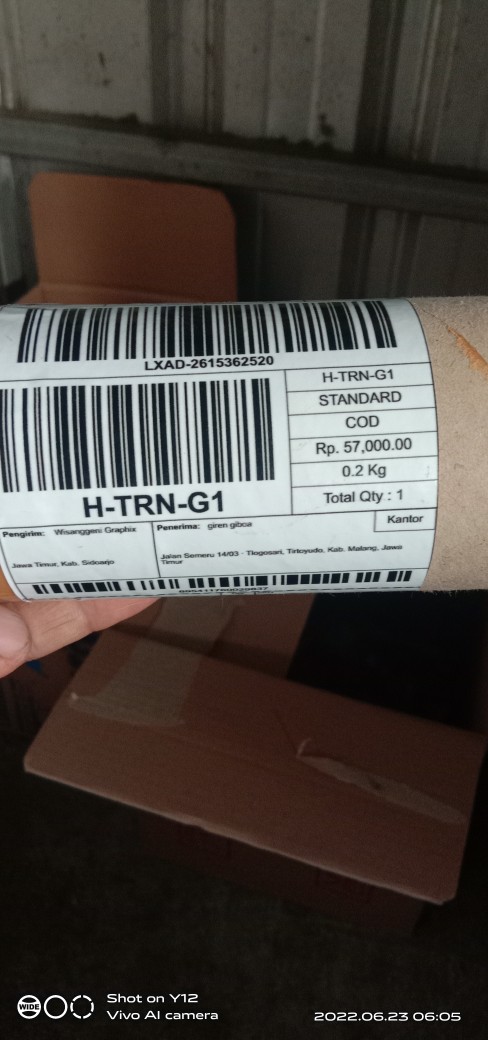 LXAD-2615362520
H-TRN-G1
STANDARD
COD
Rp. 57,000.00
0.2 Kg
Total Qty : 1
H-TRN-G1
Kantor
Pengirim: Wisanggeni Graphix
Jawa Timur, Kab. Sidoarjo
Penerima: giren giboa
Jalan Semeru 14/03 - Tlogosari, Tirtoyudo, Kab. Malang, Jawa
Timur
WIDE
Shot on Y12
Vivo AI camera
2022.06.23 06:05